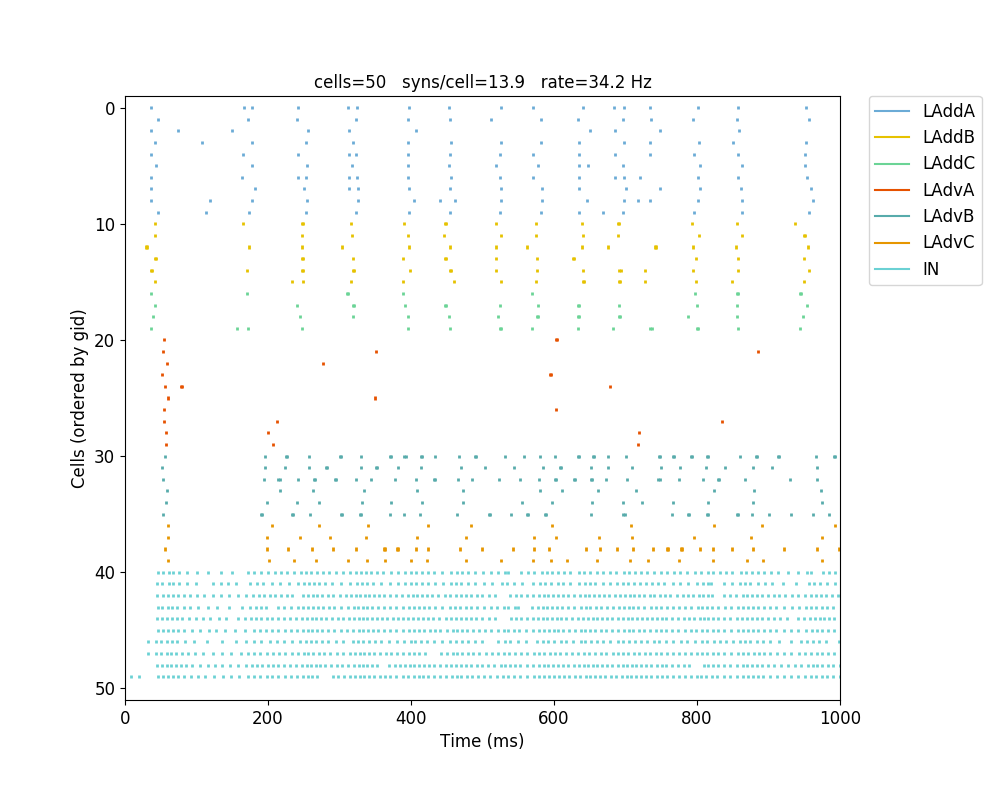 cells=50   syns/cell=13.9   rate=34.2 Hz
LAddA
LAddB
LAddC
LAdvA
LAdvB
LAdvC
IN
Cells (ordered by gid)
0
10
20
30
40
50
0 200 400 600 800 1000
Time (ms)